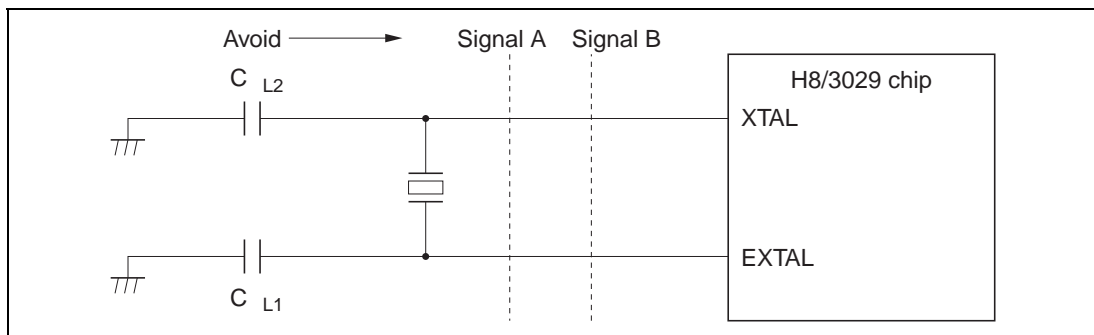 Avoid Signal A Signal B
C L2
H8/3029 chip
XTAL
EXTAL
C L1